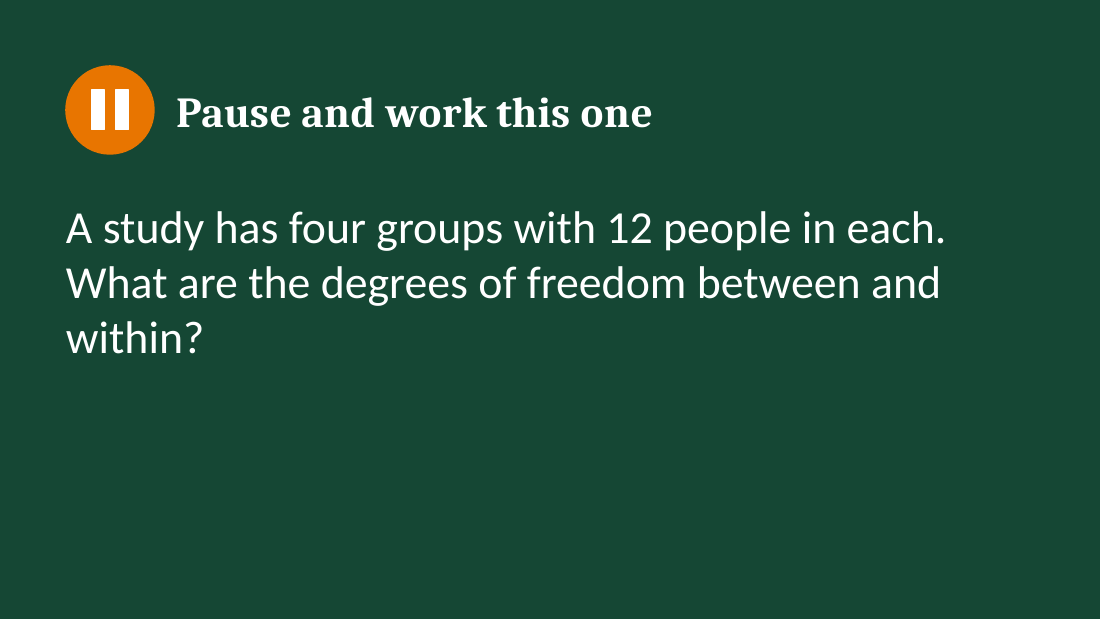 Pause and work this one
A study has four groups with 12 people in each.
What are the degrees of freedom between and
within?